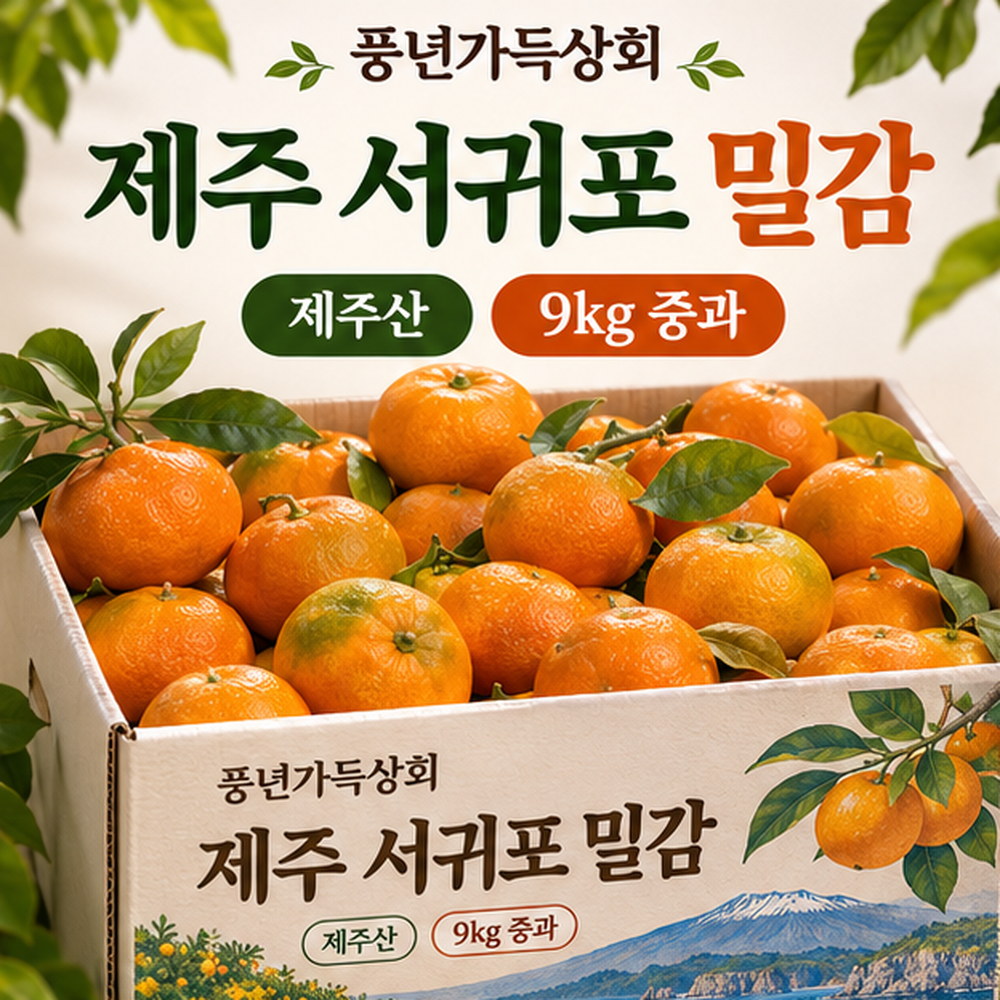 풍년가득상회
제주 서귀포 밀감
제주산
9kg 중과
풍년가득상회
제주 서귀포 밀감
제주산
9kg 중과